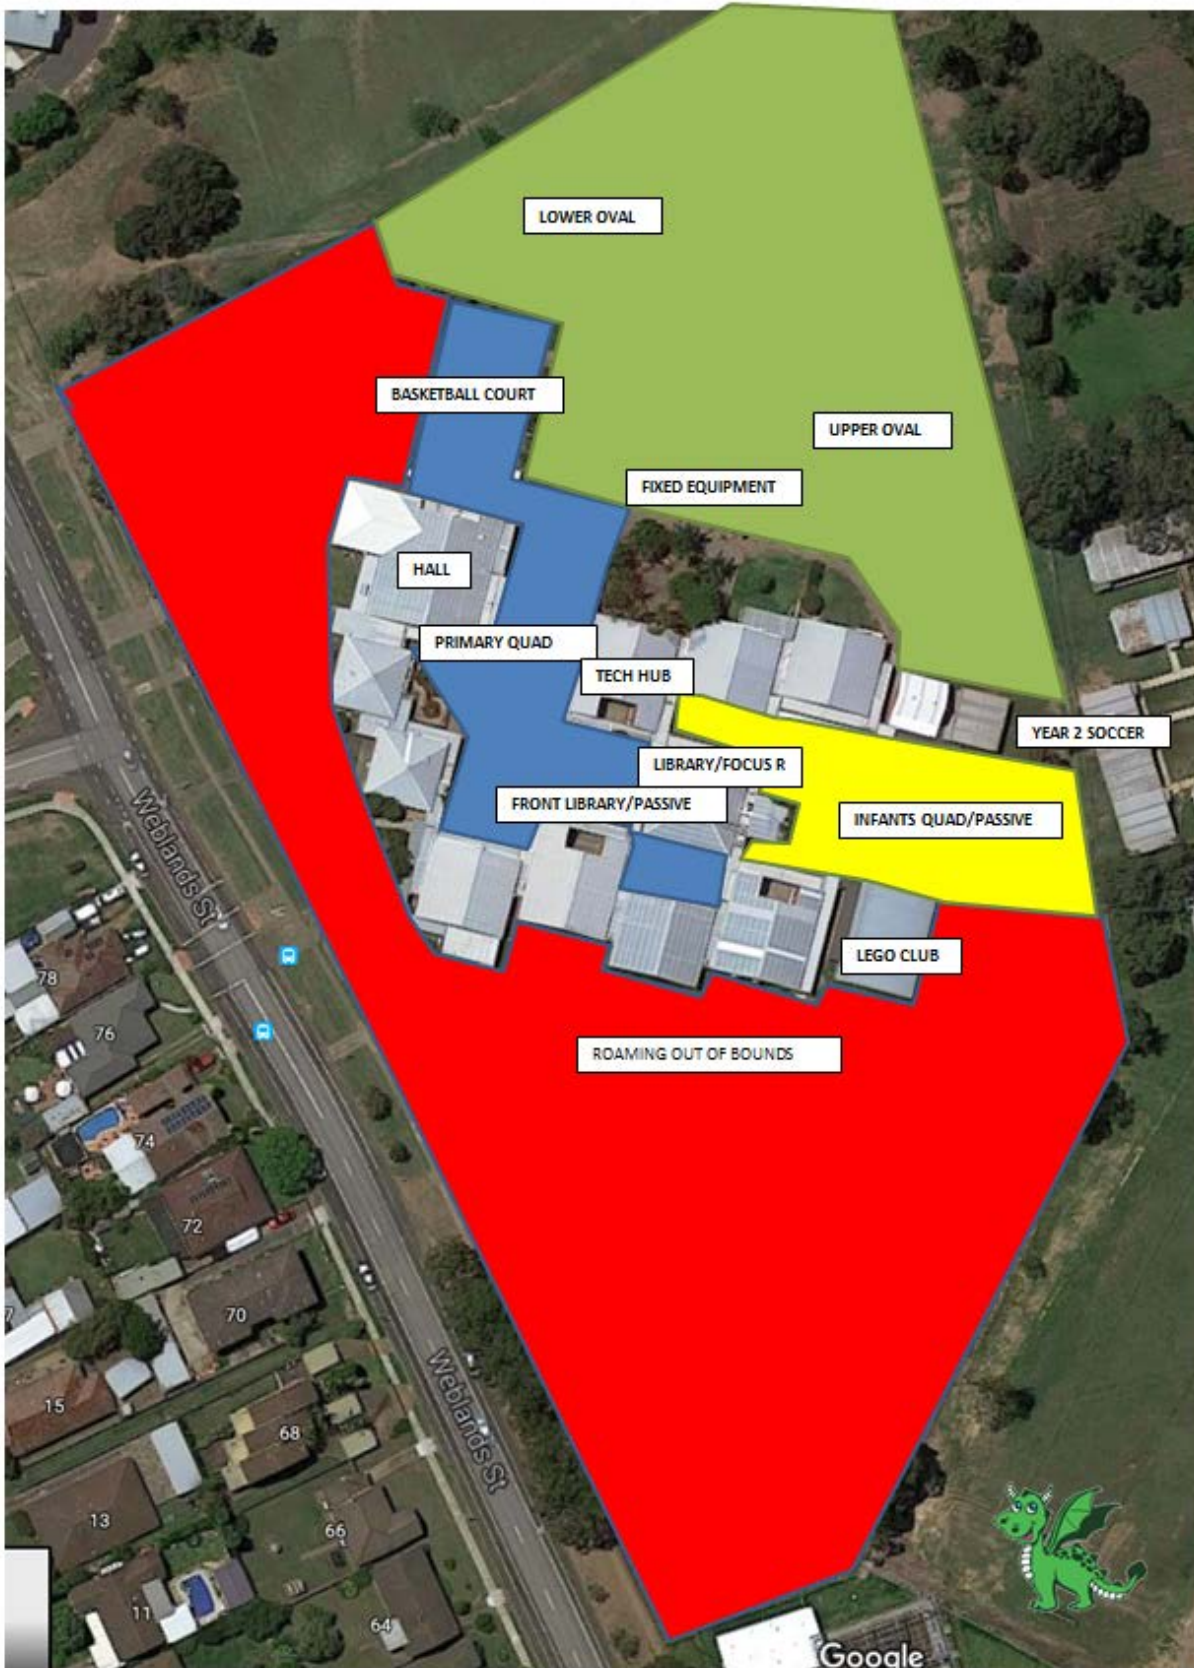 LOWER OVAL
BASKETBALL COURT
UPPER OVAL
FIXED EQUIPMENT
HALL
PRIMARY QUAD
TECH HUB
YEAR 2 SOCCER
LIBRARY/FOCUS R
FRONT LIBRARY/PASSIVE
INFANTS QUAD/PASSIVE
Weblands St
LEGO CLUB
78
76
ROAMING OUT OF BOUNDS
74
72
70
7
Weblands St
15
68
13
66
11
64
Google